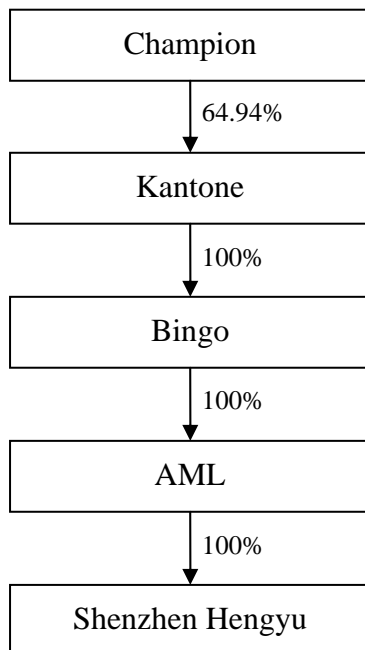 Champion
64.94%
Kantone
100%
Bingo
100%
AML
100%
Shenzhen Hengyu